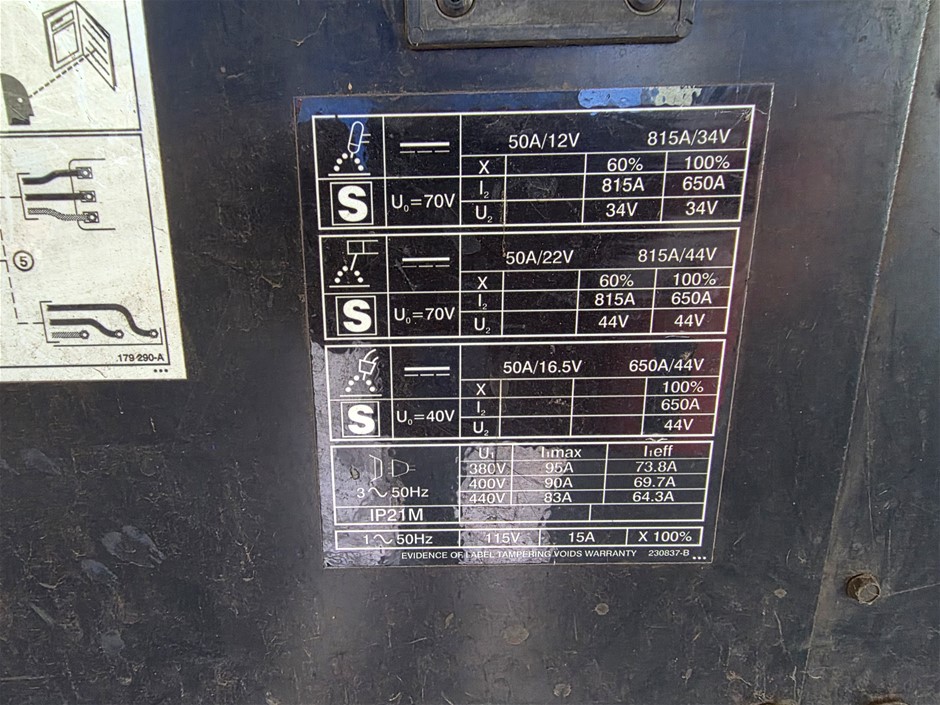 50A/12V 815A/34V
X 60% 100%
S U₀=70V I₂ 815A 650A
U₂ 34V 34V
50A/22V 815A/44V
X 60% 100%
S U₀=70V I₂ 815A 650A
U₂ 44V 44V
50A/16.5V 650A/44V
X 100%
S U₀=40V I₂ 650A
U₂ 44V
U₁ I₁max I₁eff
380V 95A 73.8A
3~50Hz 400V 90A 69.7A
440V 83A 64.3A
IP21M
1~50Hz 115V 15A X 100%
EVIDENCE OF LABEL TAMPERING VOIDS WARRANTY 230837-B
5
179 290-A